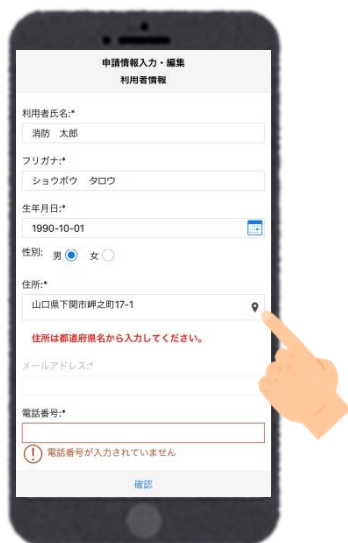 申請情報入力・編集
利用者情報
利用者氏名:*
消防　太郎
フリガナ:*
ショウボウ　タロウ
生年月日:*
1990-10-01
性別:　男　女
住所:*
山口県下関市岬之町17-1
住所は都道府県名から入力してください。
メールアドレス:*
電話番号:*
電話番号が入力されていません
確認